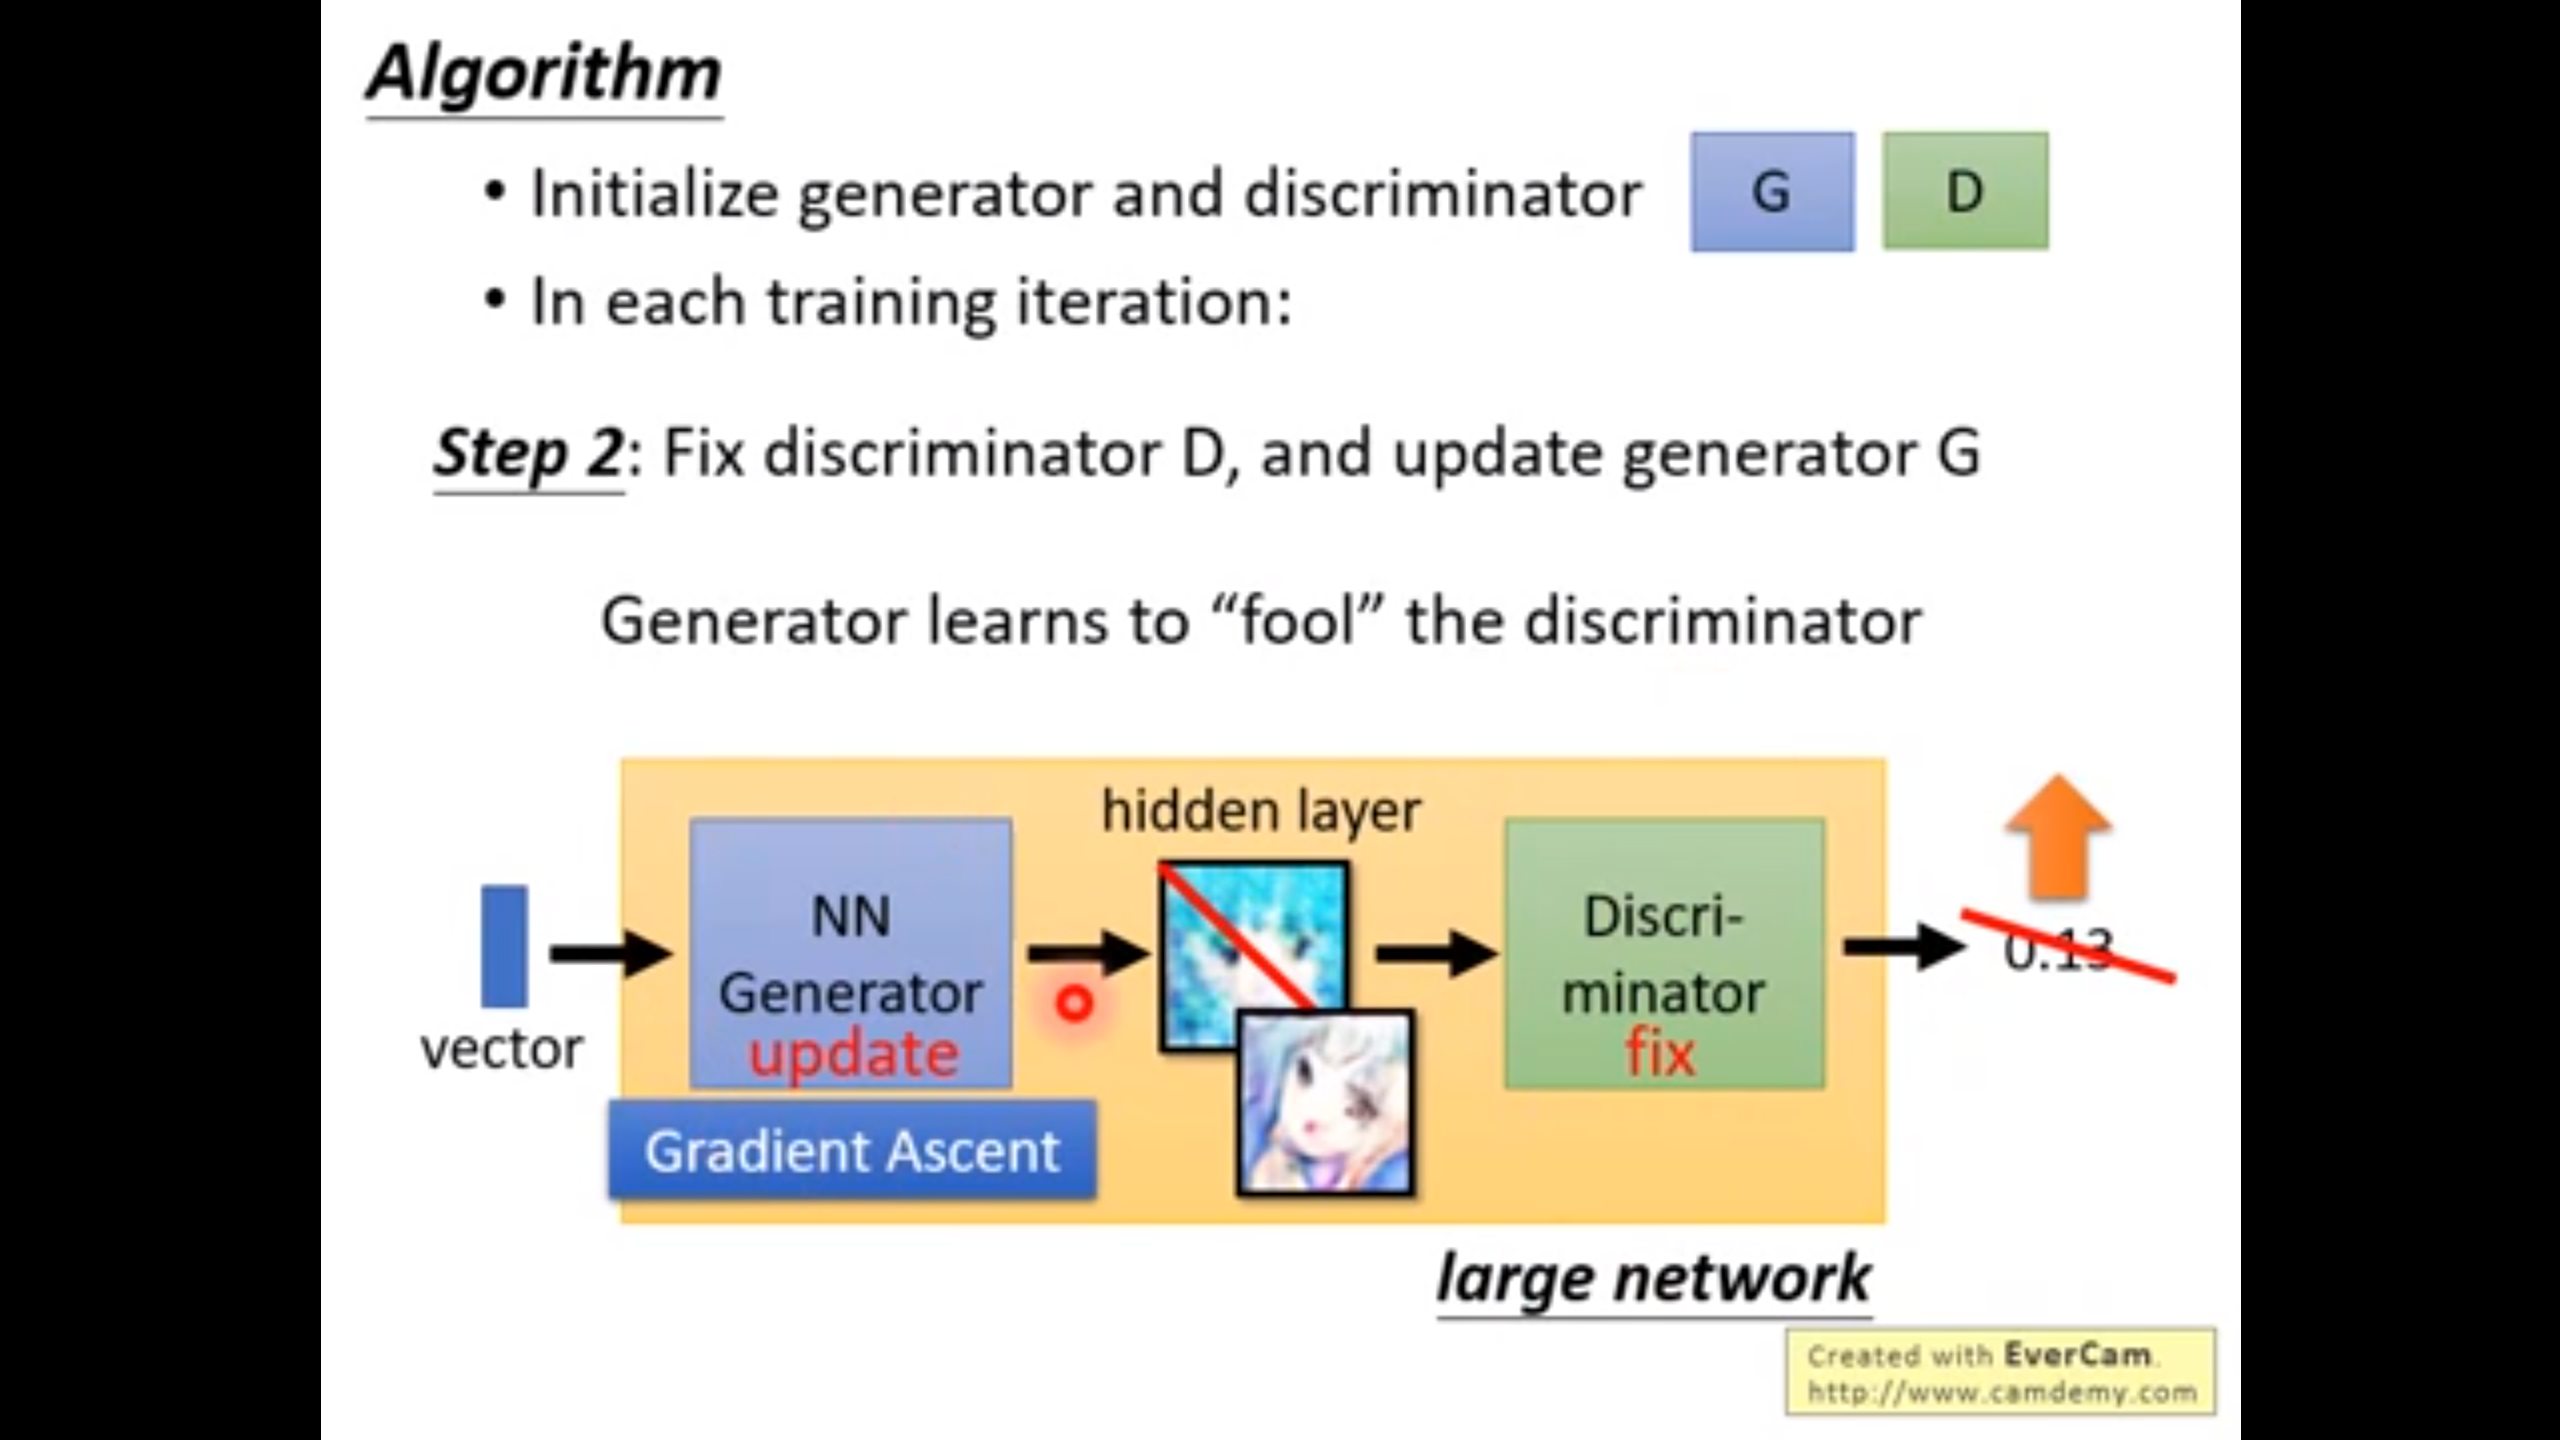 Algorithm
• Initialize generator and discriminator G D
• In each training iteration:
Step 2: Fix discriminator D, and update generator G
Generator learns to “fool” the discriminator
hidden layer
NN
Generator
update
Discri-
minator
fix
0.13
vector
Gradient Ascent
large network
Created with EverCam.
http://www.camdemy.com